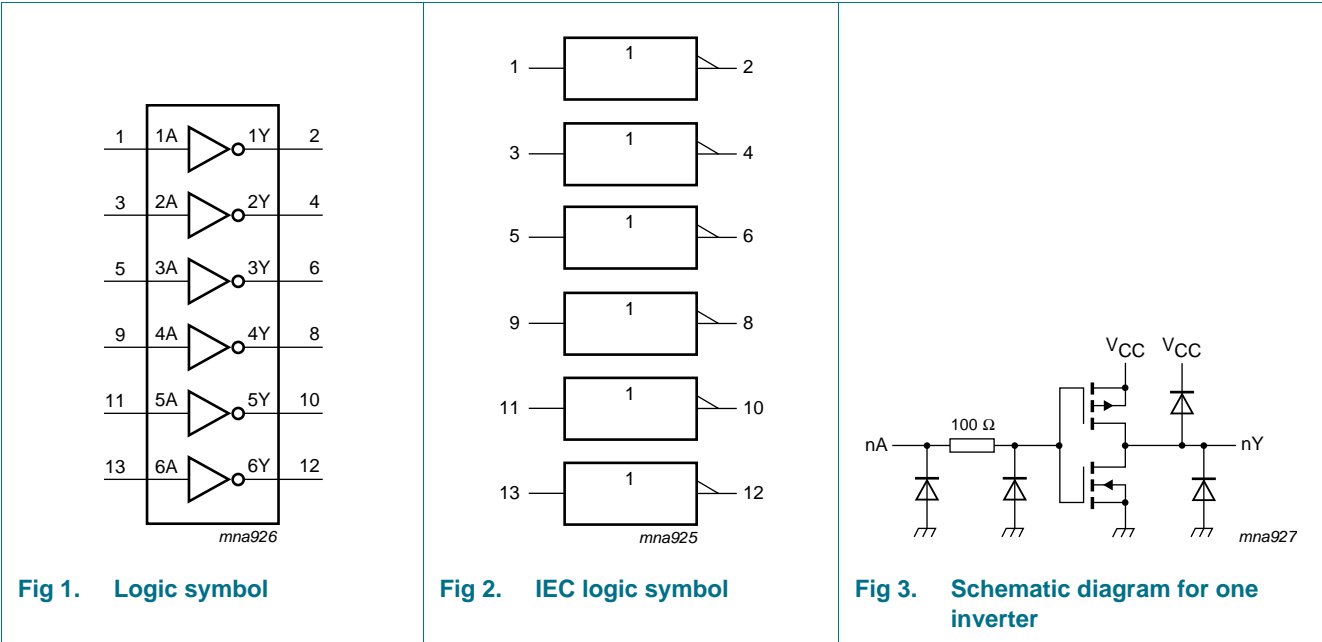 1 1A 1Y 2
3 2A 2Y 4
5 3A 3Y 6
9 4A 4Y 8
11 5A 5Y 10
13 6A 6Y 12
mna926
Fig 1. Logic symbol
1 1 2
3 1 4
5 1 6
9 1 8
11 1 10
13 1 12
mna925
Fig 2. IEC logic symbol
VCC VCC
100 Ω
nA nY
mna927
Fig 3. Schematic diagram for one
inverter